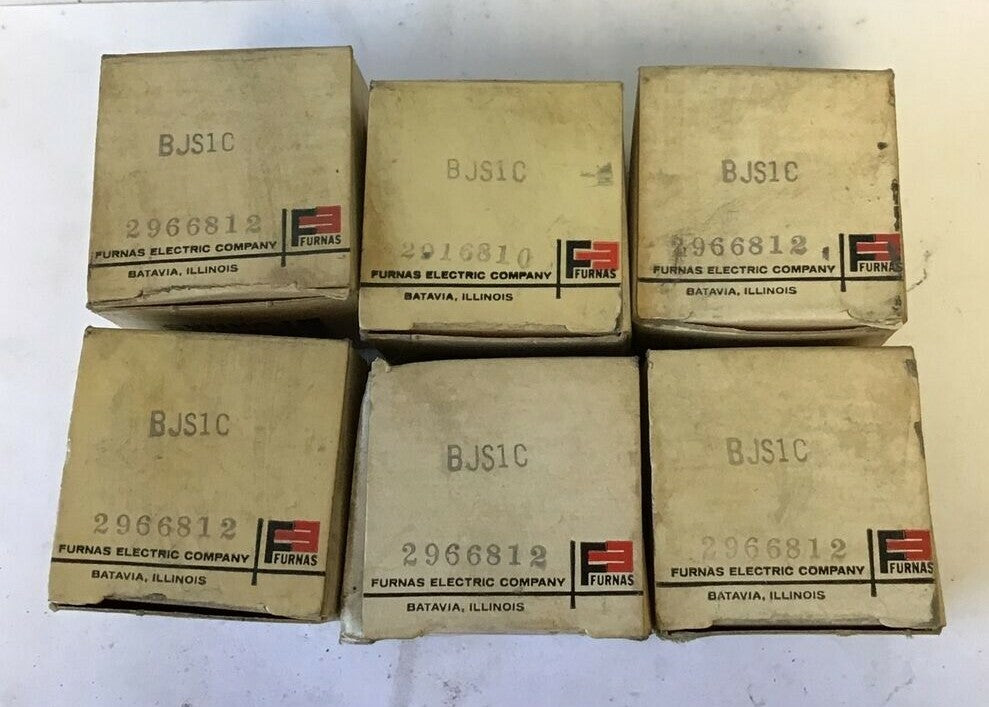 BJS1C
2966812
FURNAS ELECTRIC COMPANY
FURNAS
BATAVIA, ILLINOIS
BJS1C
2916810
FURNAS ELECTRIC COMPANY
FURNAS
BATAVIA, ILLINOIS
BJS1C
2966812
FURNAS ELECTRIC COMPANY
FURNAS
BATAVIA, ILLINOIS
BJS1C
2966812
FURNAS ELECTRIC COMPANY
FURNAS
BATAVIA, ILLINOIS
BJS1C
2966812
FURNAS ELECTRIC COMPANY
FURNAS
BATAVIA, ILLINOIS
BJS1C
2966812
FURNAS ELECTRIC COMPANY
FURNAS
BATAVIA, ILLINOIS